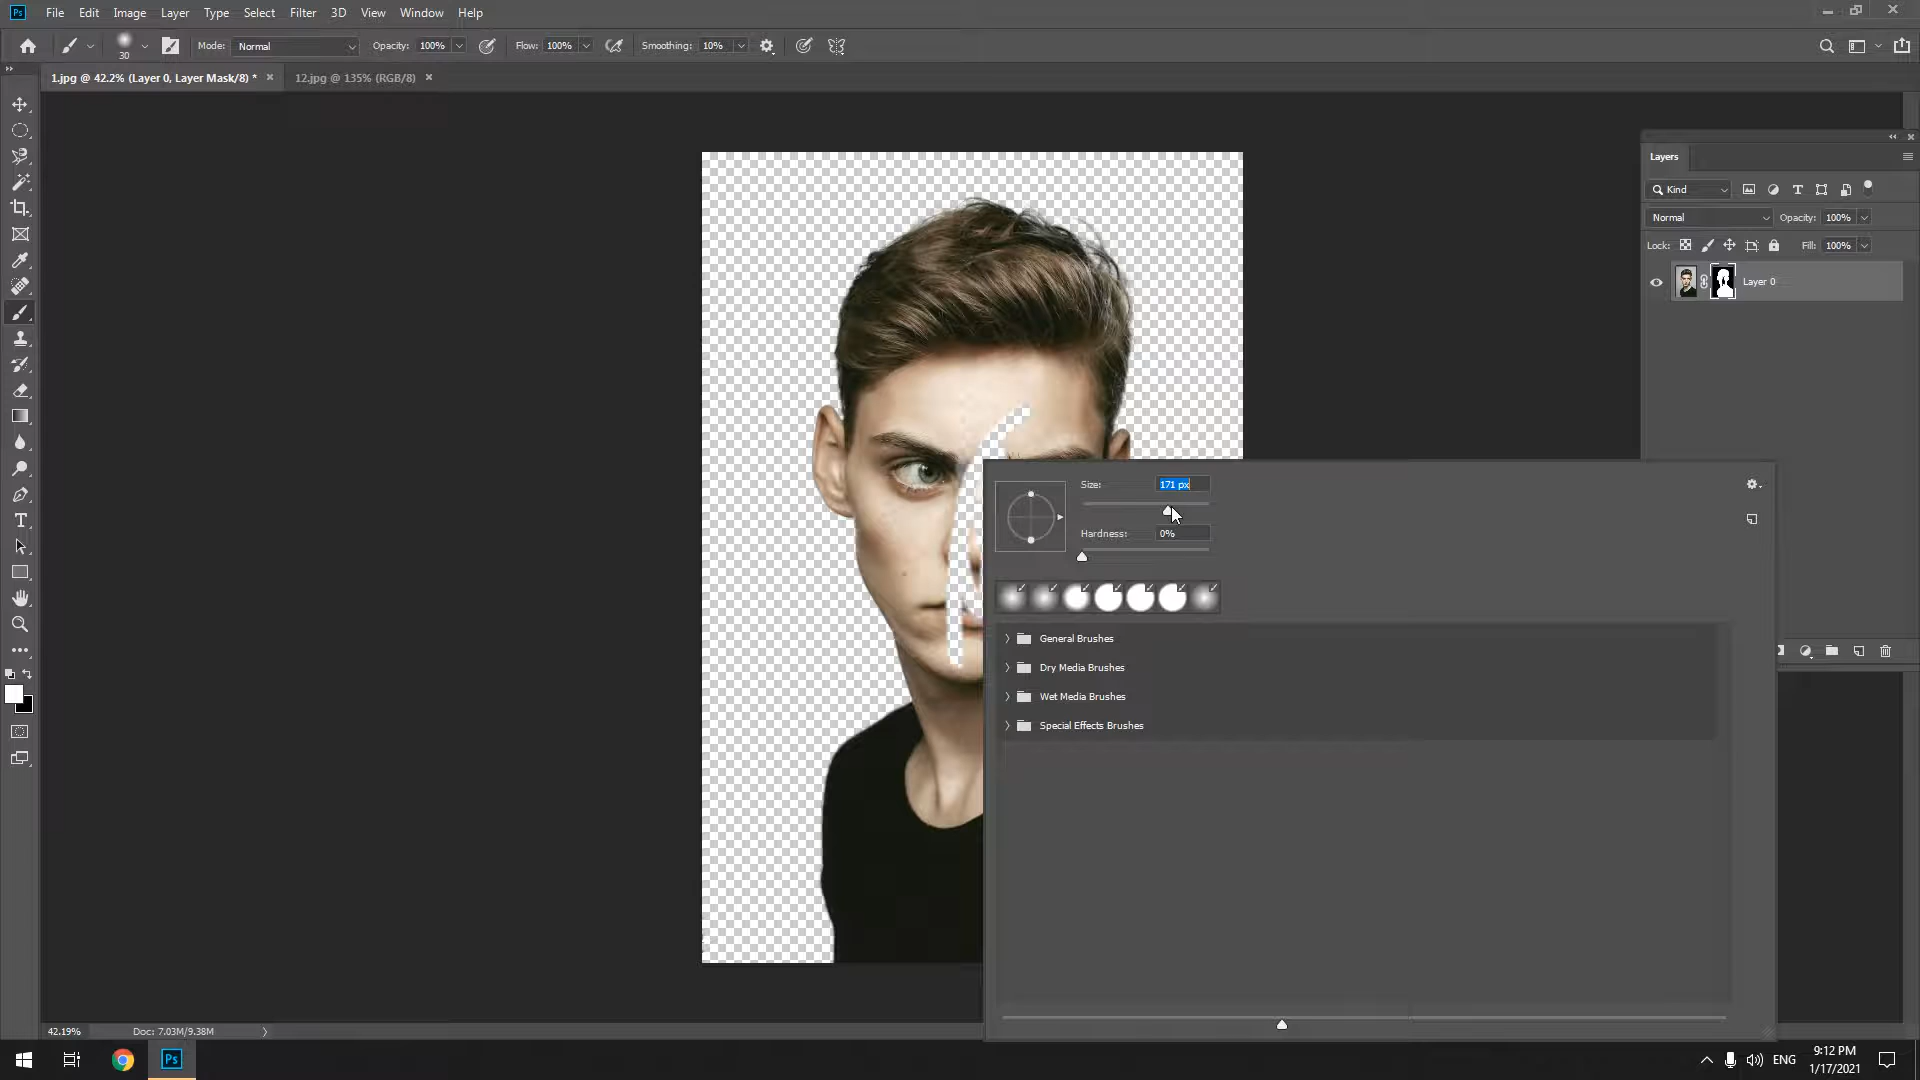 Ps File Edit Image Layer Type Select Filter 3D View Window Help
30 Mode: Normal Opacity: 100% Flow: 100% Smoothing: 10%
1.jpg @ 42.2% (Layer 0, Layer Mask/8) * 12.jpg @ 135% (RGB/8)
Layers
Kind
Normal Opacity: 100%
Lock: Fill: 100%
Layer 0
Size: 171 px
Hardness: 0%
General Brushes
Dry Media Brushes
Wet Media Brushes
Special Effects Brushes
42.19% Doc: 7.03M/9.38M
Ps ENG 9:12 PM
1/17/2021